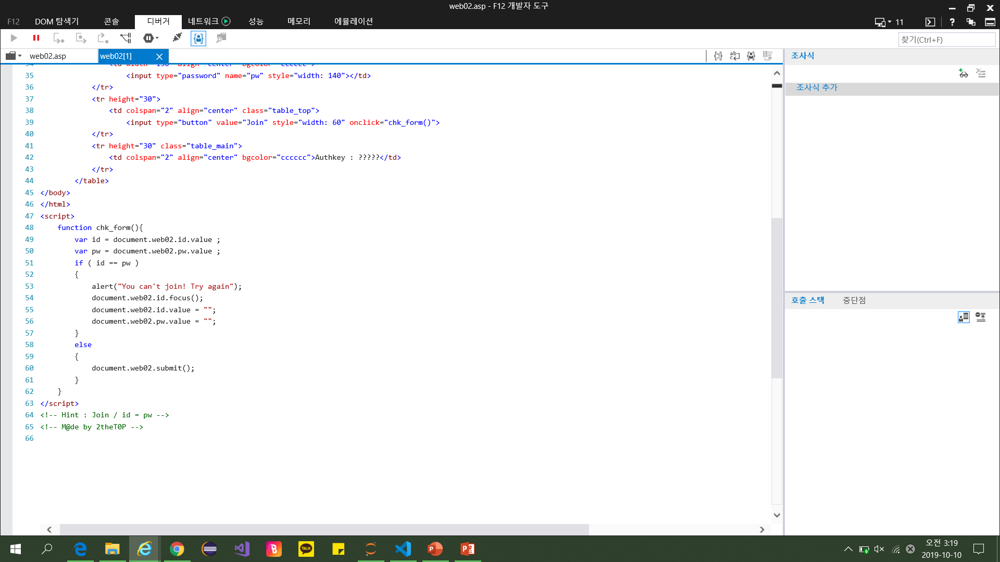 web02.asp - F12 개발자 도구
F12 DOM 탐색기 콘솔 디버거 네트워크 성능 메모리 에뮬레이션 11 ?
찾기(Ctrl+F)
web02.asp web02[1] 조사식
조사식 추가
35 <input type="password" name="pw" style="width: 140"></td>
36 </tr>
37 <tr height="30">
38 <td colspan="2" align="center" class="table_top">
39 <input type="button" value="Join" style="width: 60" onclick="chk_form()">
40 </tr>
41 <tr height="30" class="table_main">
42 <td colspan="2" align="center" bgcolor="cccccc">Authkey : ?????</td>
43 </tr>
44 </table>
45 </body>
46 </html>
47 <script>
48 function chk_form(){
49 var id = document.web02.id.value ;
50 var pw = document.web02.pw.value ;
51 if ( id == pw )
52 {
53 alert("You can't join! Try again");
54 document.web02.id.focus();
55 document.web02.id.value = "";
56 document.web02.pw.value = "";
57 }
58 else
59 {
60 document.web02.submit();
61 }
62 }
63 </script>
64 <!-- Hint : Join / id = pw -->
65 <!-- M@de by 2theT0P -->
66
호출 스택 중단점
TALK
오전 3:19
2019-10-10